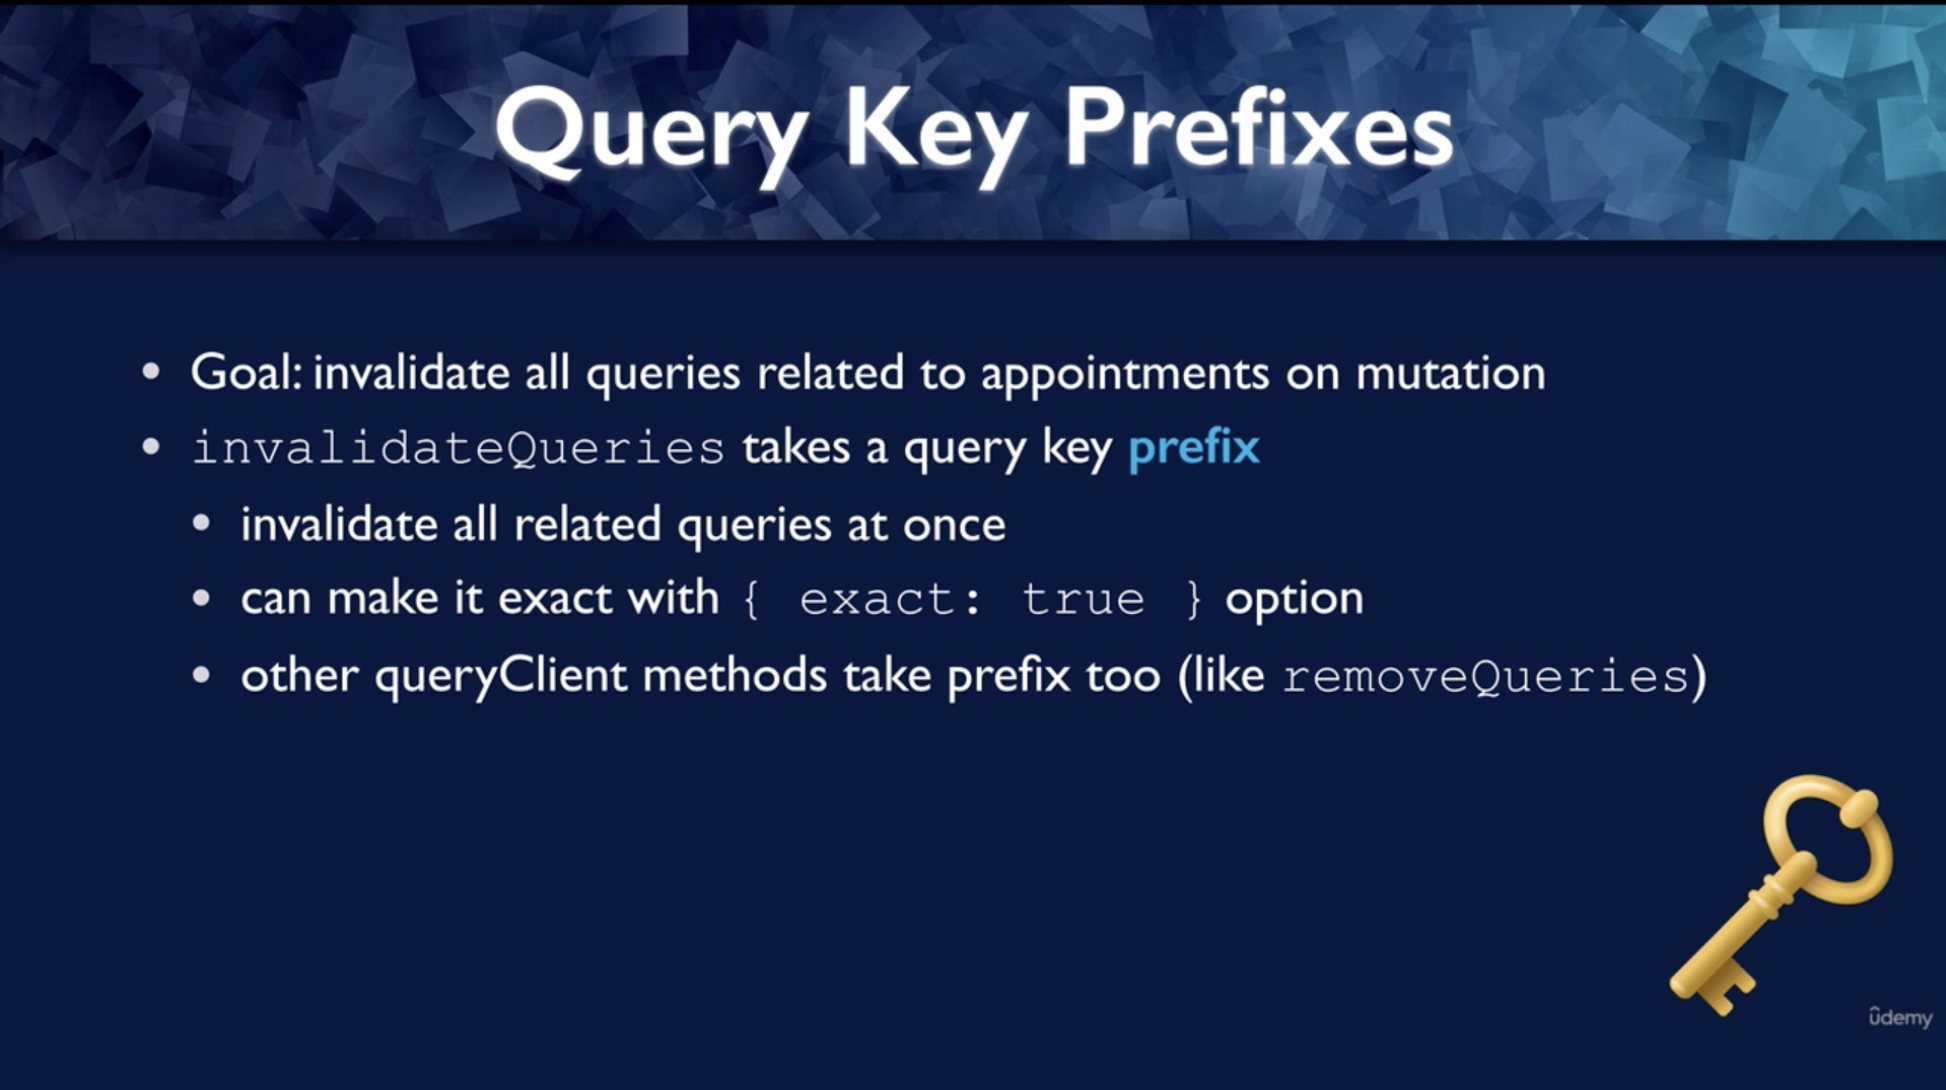 Query Key Prefixes
• Goal: invalidate all queries related to appointments on mutation
• invalidateQueries takes a query key prefix
• invalidate all related queries at once
• can make it exact with { exact: true } option
• other queryClient methods take prefix too (like removeQueries)
ûdemy